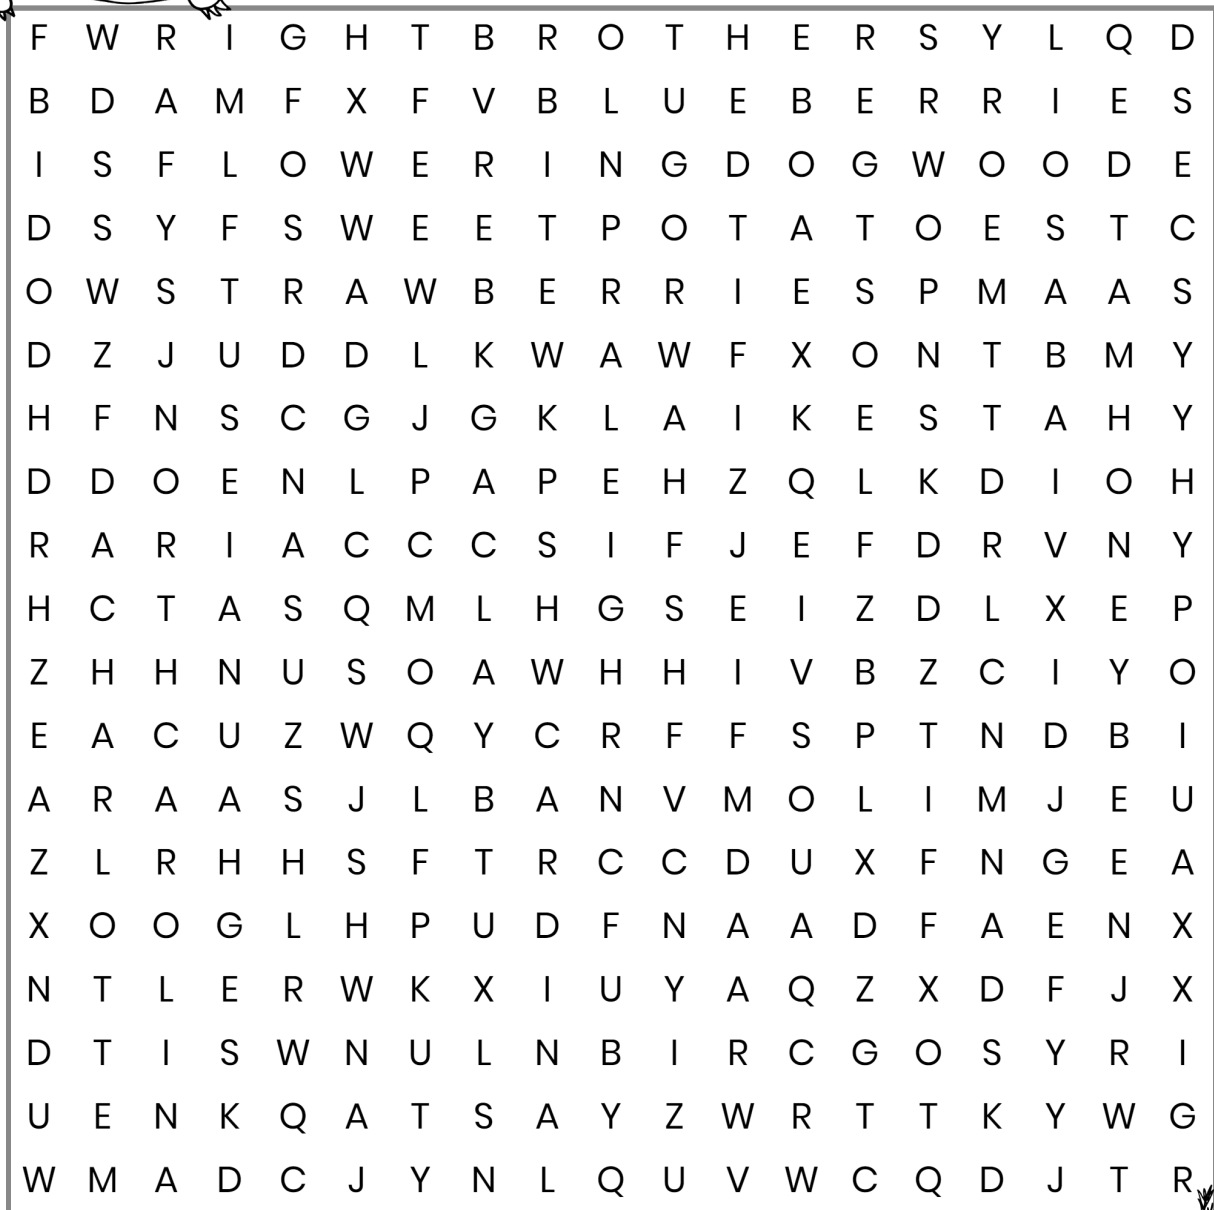 F W R I G H T B R O T H E R S Y L Q D
B D A M F X F V B L U E B E R R I E S
I S F L O W E R I N G D O G W O O D E
D S Y F S W E E T P O T A T O E S T C
O W S T R A W B E R R I E S P M A A S
D Z J U D D L K W A W F X O N T B M Y
H F N S C G J G K L A I K E S T A H Y
D D O E N L P A P E H Z Q L K D I O H
R A R I A C C C S I F J E F D R V N Y
H C T A S Q M L H G S E I Z D L X E P
Z H H N U S O A W H H I V B Z C I Y O
E A C U Z W Q Y C R F F S P T N D B I
A R A A S J L B A N V M O L I M J E U
Z L R H H S F T R C C D U X F N G E A
X O O G L H P U D F N A A D F A E N X
N T L E R W K X I U Y A Q Z X D F J X
D T I S W N U L N B I R C G O S Y R I
U E N K Q A T S A Y Z W R T T K Y W G
W M A D C J Y N L Q U V W C Q D J T R